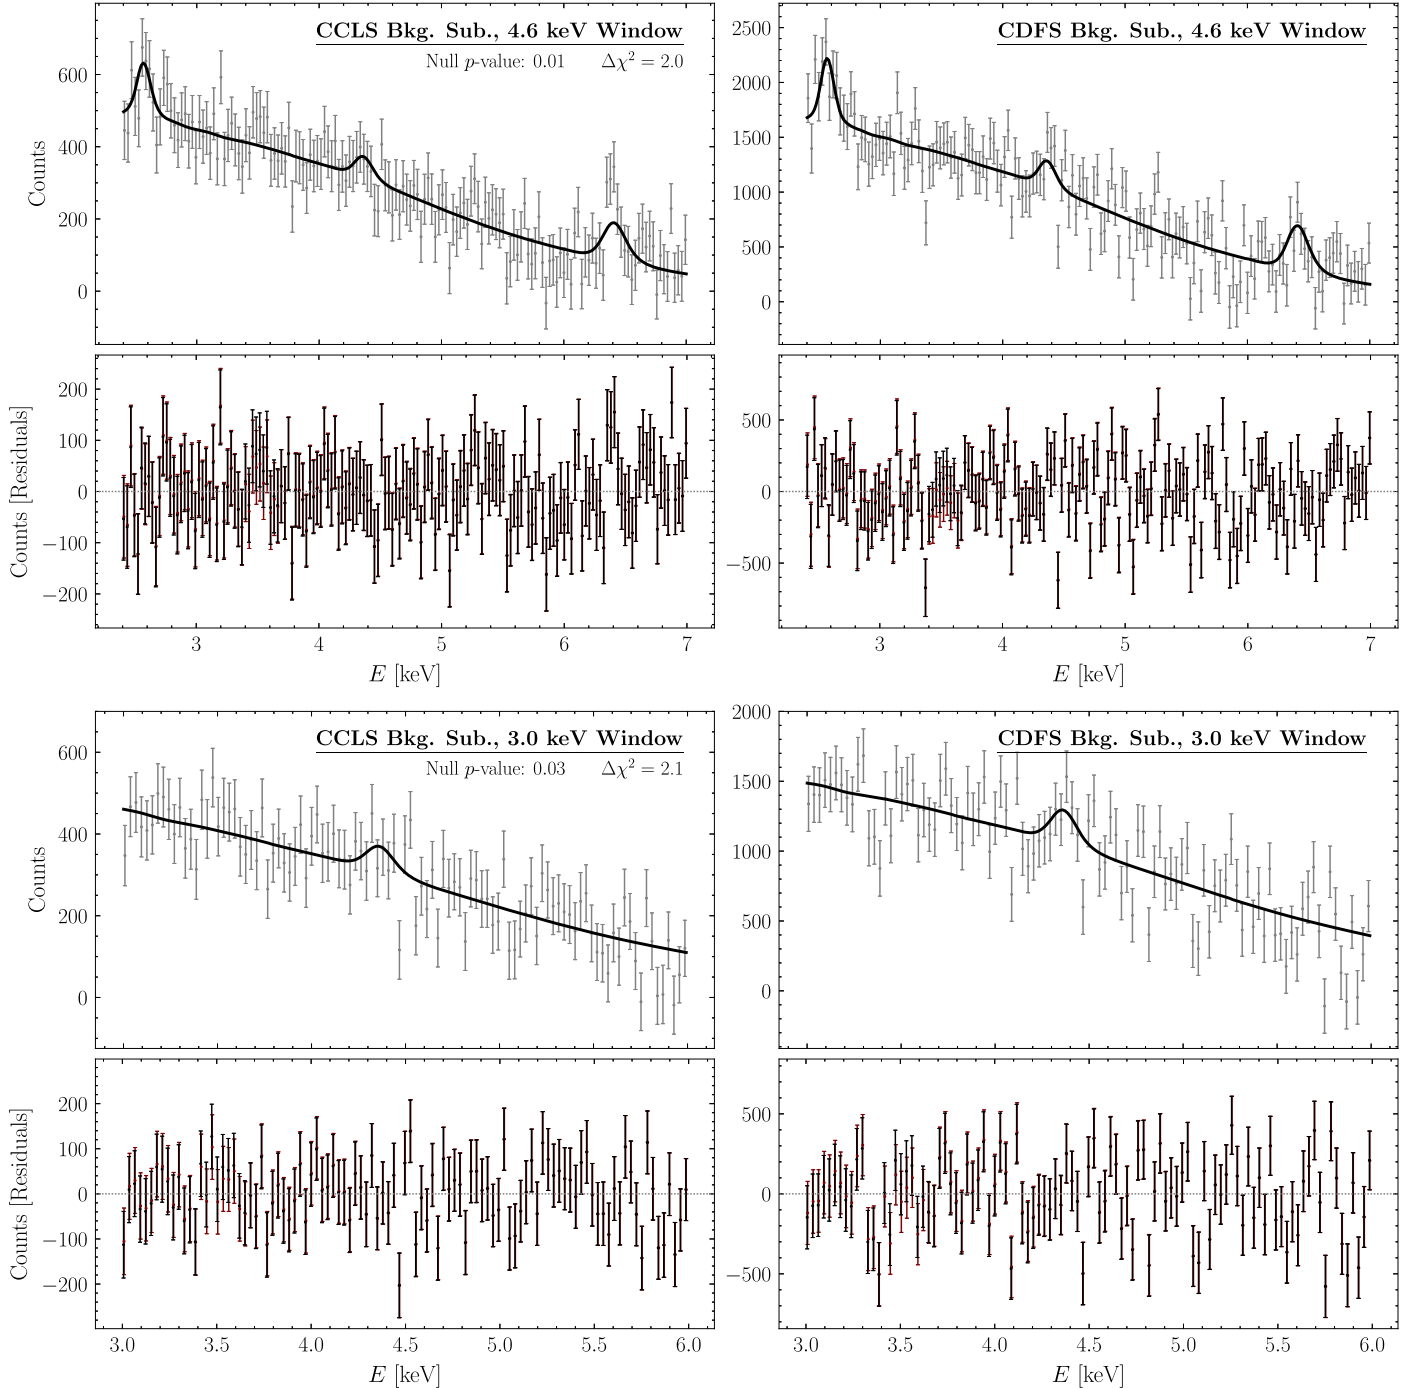 CCLS Bkg. Sub., 4.6 keV Window
Null p-value: 0.01 Δχ² = 2.0
Counts
600
400
200
0
CDFS Bkg. Sub., 4.6 keV Window
2500
2000
1500
1000
500
0
Counts [Residuals]
200
100
0
−100
−200
3 4 5 6 7
E [keV]
500
0
−500
3 4 5 6 7
E [keV]
CCLS Bkg. Sub., 3.0 keV Window
Null p-value: 0.03 Δχ² = 2.1
Counts
600
400
200
0
CDFS Bkg. Sub., 3.0 keV Window
2000
1500
1000
500
0
Counts [Residuals]
200
100
0
−100
−200
3.0 3.5 4.0 4.5 5.0 5.5 6.0
E [keV]
500
0
−500
3.0 3.5 4.0 4.5 5.0 5.5 6.0
E [keV]